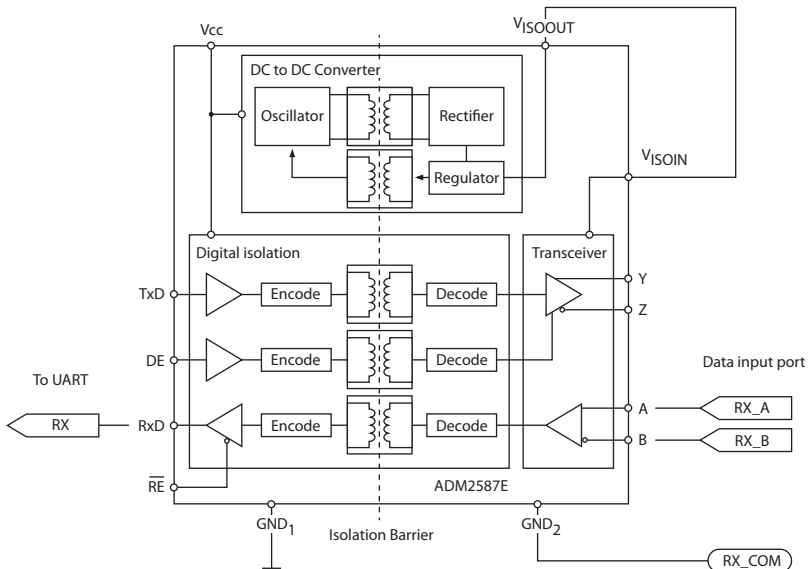 Vcc
VISOOUT
DC to DC Converter
Oscillator
Rectifier
Regulator
VISOIN
Digital isolation
Transceiver
TxD
Encode
Decode
Y
Z
DE
Encode
Decode
Data input port
To UART
RX
RxD
Encode
Decode
A
RX_A
B
RX_B
RE
ADM2587E
GND1
Isolation Barrier
GND2
RX_COM